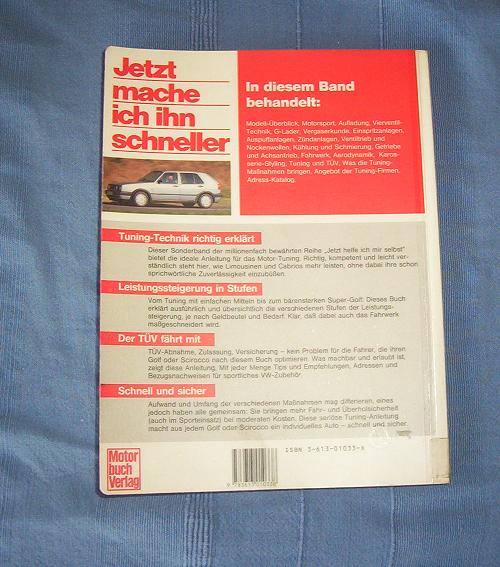 Jetzt
mache
ich ihn
schneller
In diesem Band
behandelt:
Modell-Überblick, Motorsport, Aufladung, Vierventil-
Technik, G-Lader, Vergaserkunde, Einspritzanlagen,
Auspuffanlagen, Zündanlagen, Ventiltrieb und
Nockenwellen, Kühlung und Schmierung, Getriebe
und Achsantrieb, Fahrwerk, Aerodynamik, Karos-
serie-Styling, Tuning und TÜV, Was die Tuning-
Maßnahmen bringen, Angebot der Tuning-Firmen,
Adress-Katalog.
Tuning-Technik richtig erklärt
Dieser Sonderband der millionenfach bewährten Reihe „Jetzt helfe ich mir selbst"
bietet die ideale Anleitung für das Motor-Tuning. Richtig, kompetent und leicht ver-
ständlich steht hier, wie Limousinen und Cabrios mehr leisten, ohne dabei ihre schon
sprichwörtliche Zuverlässigkeit einzubüßen.
Leistungssteigerung in Stufen
Vom Tuning mit einfachen Mitteln bis zum bärenstarken Super-Golf: Dieses Buch
erklärt ausführlich und übersichtlich die verschiedenen Stufen der Leistungs-
steigerung, je nach Geldbeutel und Bedarf. Klar, daß dabei auch das Fahrwerk
maßgeschneidert wird.
Der TÜV fährt mit
TÜV-Abnahme, Zulassung, Versicherung – kein Problem für die Fahrer, die ihren
Golf oder Scirocco nach diesem Buch optimieren. Was machbar und erlaubt ist,
zeigt diese Anleitung. Mit jeder Menge Tips und Empfehlungen, Adressen und
Bezugsnachweisen für sportliches VW-Zubehör.
Schnell und sicher
Aufwand und Umfang der verschiedenen Maßnahmen mag differieren, eines
jedoch haben alle gemeinsam: Sie bringen mehr Fahr- und Überholsicherheit
(auch im Sporteinsatz) bei moderaten Kosten. Diese seriöse Tuning-Anleitung
macht aus jedem Golf oder Scirocco ein individuelles Auto – schnell und sicher.
Motor
buch
Verlag
ISBN 3-613-01033-X